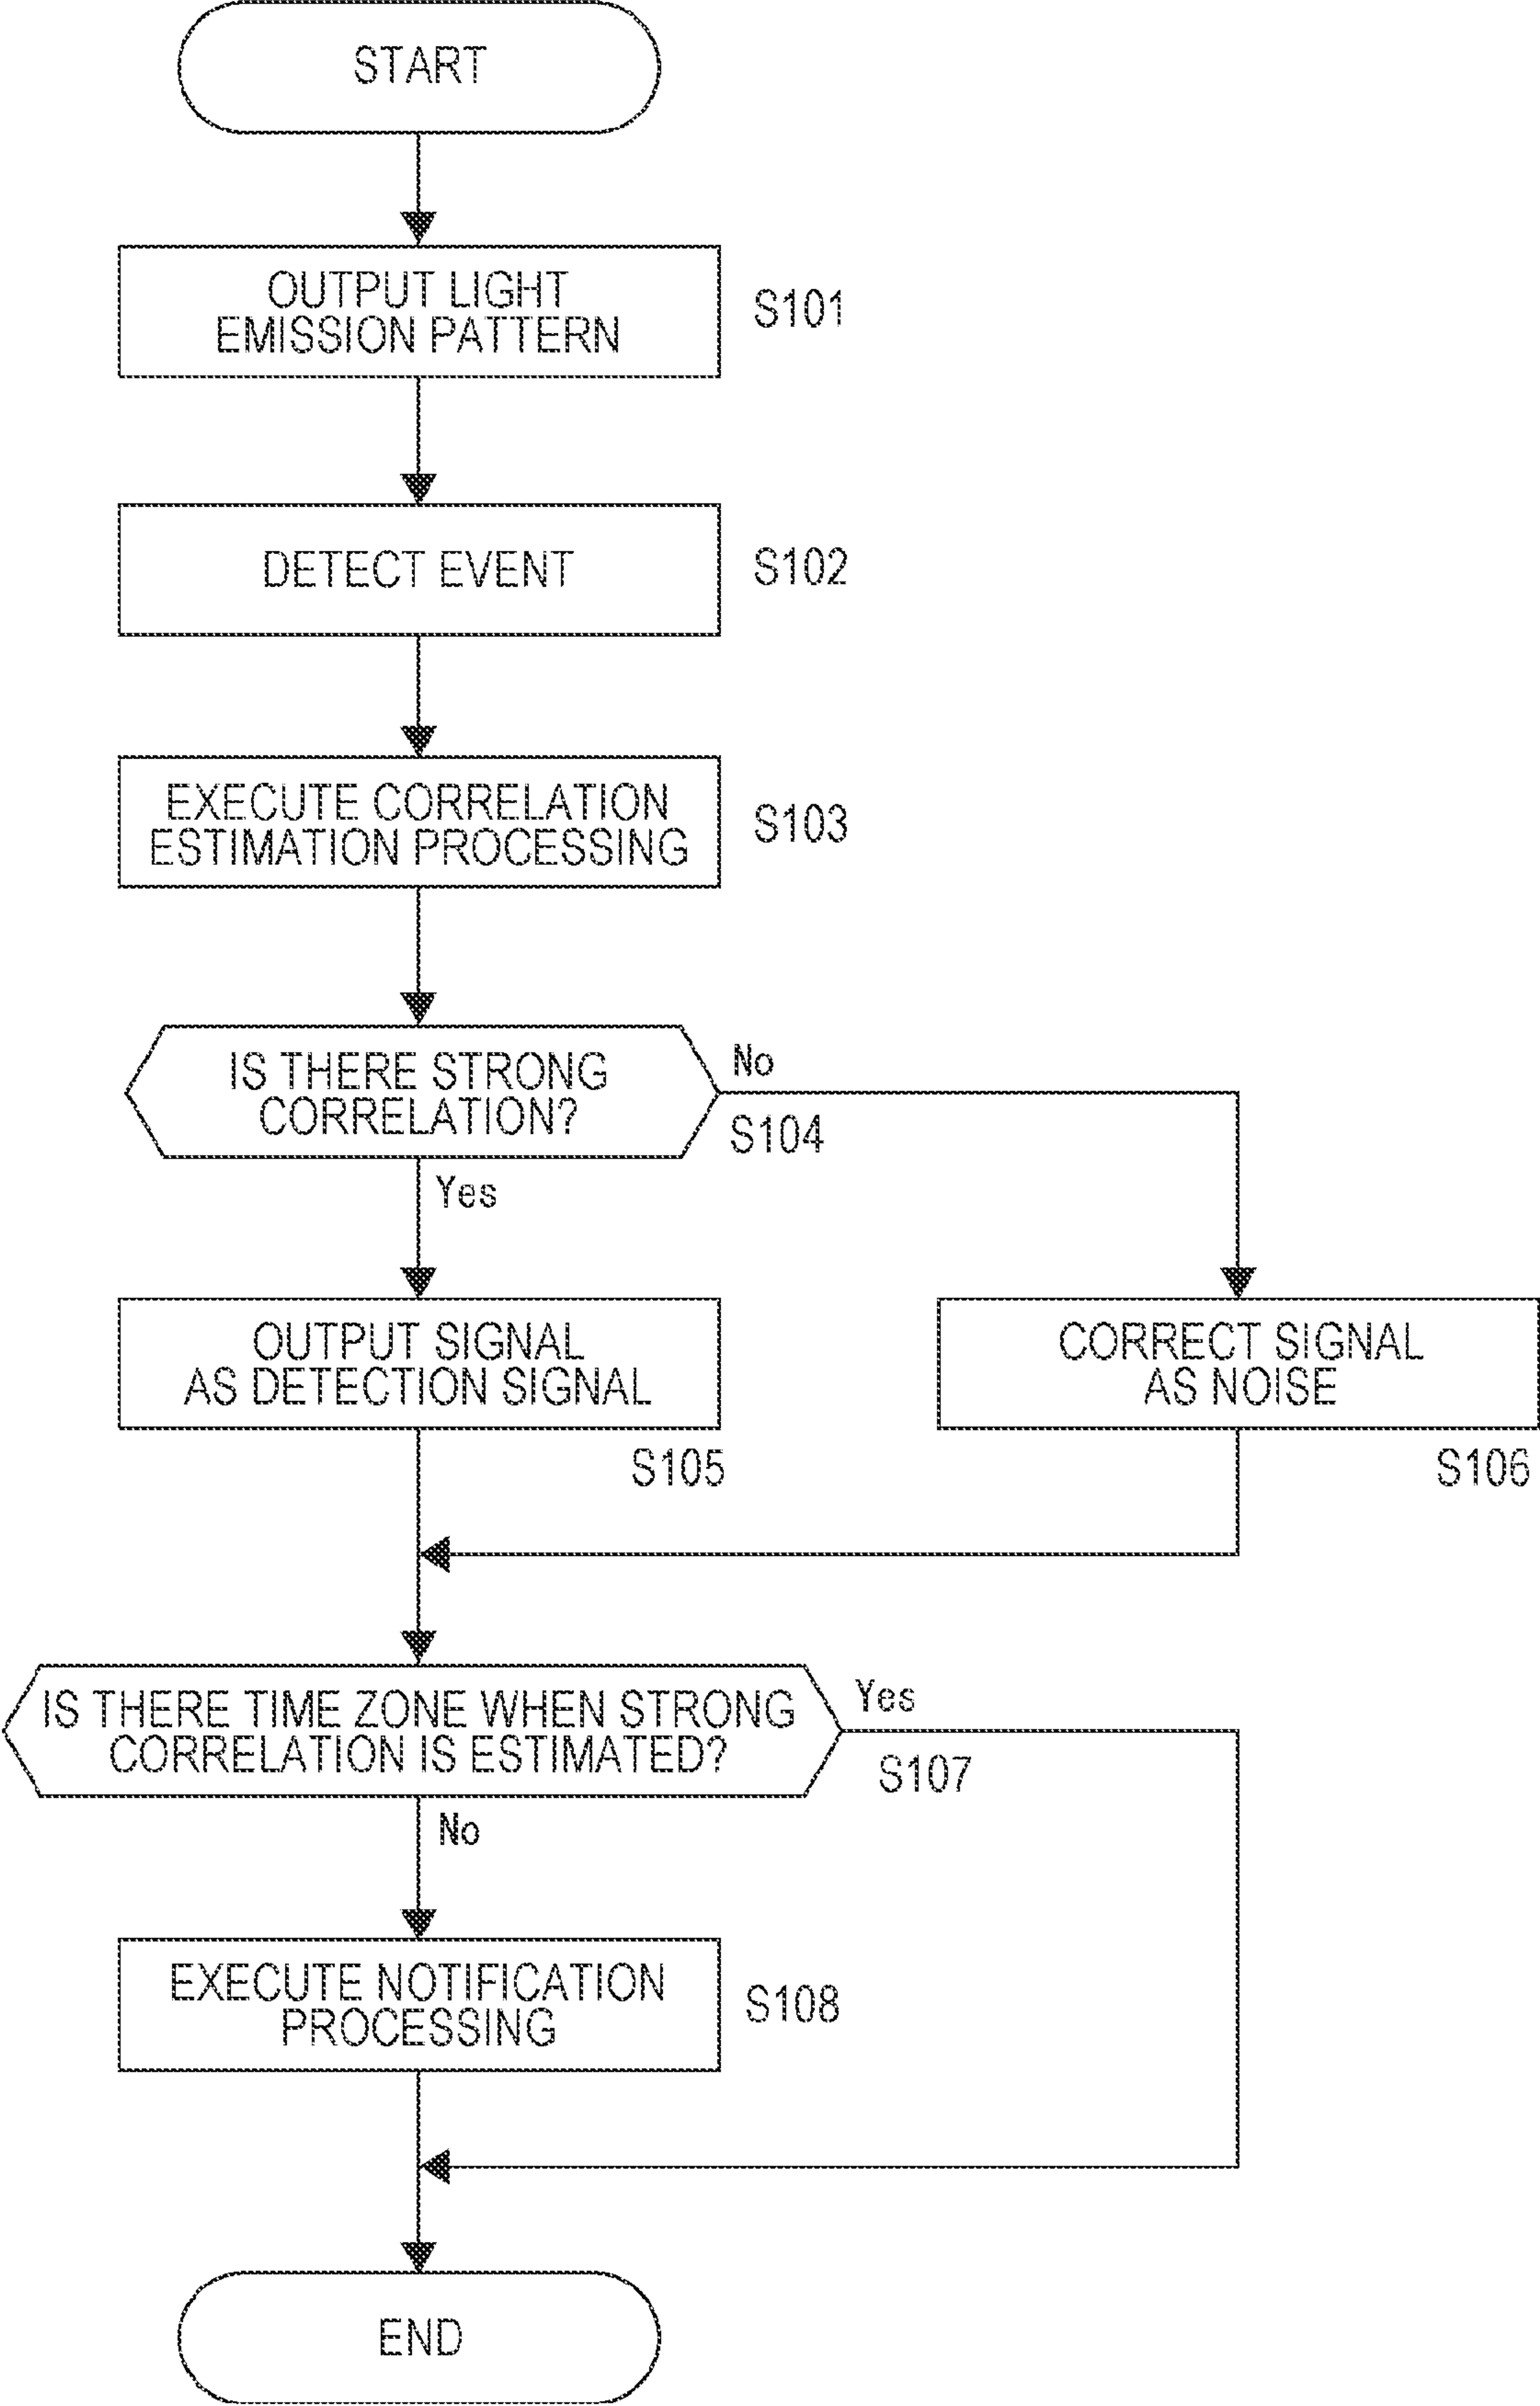 START
OUTPUT LIGHT
EMISSION PATTERN
S101
DETECT EVENT
S102
EXECUTE CORRELATION
ESTIMATION PROCESSING
S103
IS THERE STRONG
CORRELATION?
No
S104
Yes
OUTPUT SIGNAL
AS DETECTION SIGNAL
S105
CORRECT SIGNAL
AS NOISE
S106
IS THERE TIME ZONE WHEN STRONG
CORRELATION IS ESTIMATED?
Yes
S107
No
EXECUTE NOTIFICATION
PROCESSING
S108
END